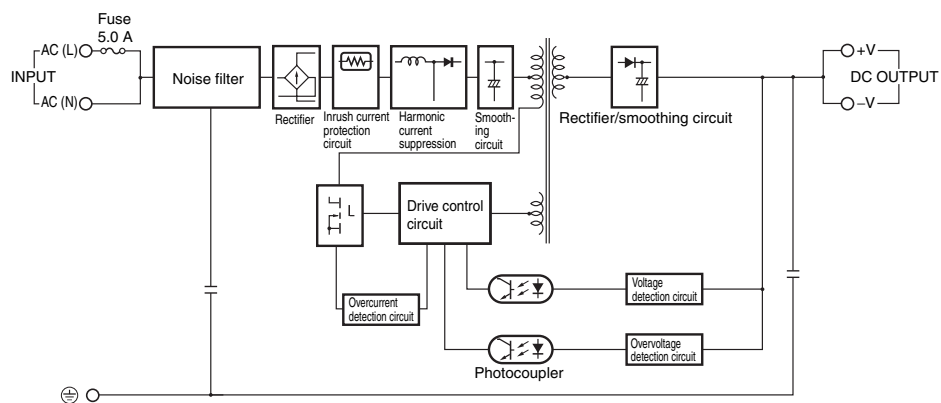 Fuse
5.0 A
AC (L)
INPUT
AC (N)
Noise filter
Rectifier
Inrush current
protection
circuit
Harmonic
current
suppression
Smooth-
ing
circuit
Rectifier/smoothing circuit
+V
DC OUTPUT
–V
Drive control
circuit
Overcurrent
detection circuit
Voltage
detection circuit
Overvoltage
detection circuit
Photocoupler